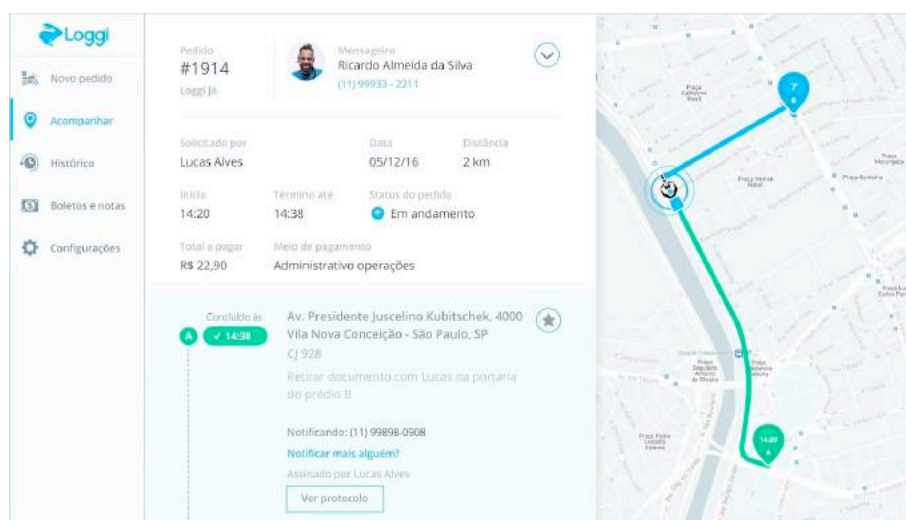 Loggi
Novo pedido
Acompanhar
Histórico
Boletos e notas
Configurações
Pedido
#1914
Loggi Já
Mensageiro
Ricardo Almeida da Silva
(11) 99933 - 2211
Solicitado por
Lucas Alves
Data
05/12/16
Distância
2 km
Início
14:20
Término até
14:38
Status do pedido
Em andamento
Total a pagar
R$ 22,90
Meio de pagamento
Administrativo operações
Concluído às
A
✓ 14:38
Av. Presidente Juscelino Kubitschek, 4000
Vila Nova Conceição - São Paulo, SP
CJ 92B
Retirar documento com Lucas na portaria
do prédio B
Notificando: (11) 99898-0908
Notificar mais alguém?
Assinado por Lucas Alves
Ver protocolo
7
B
A